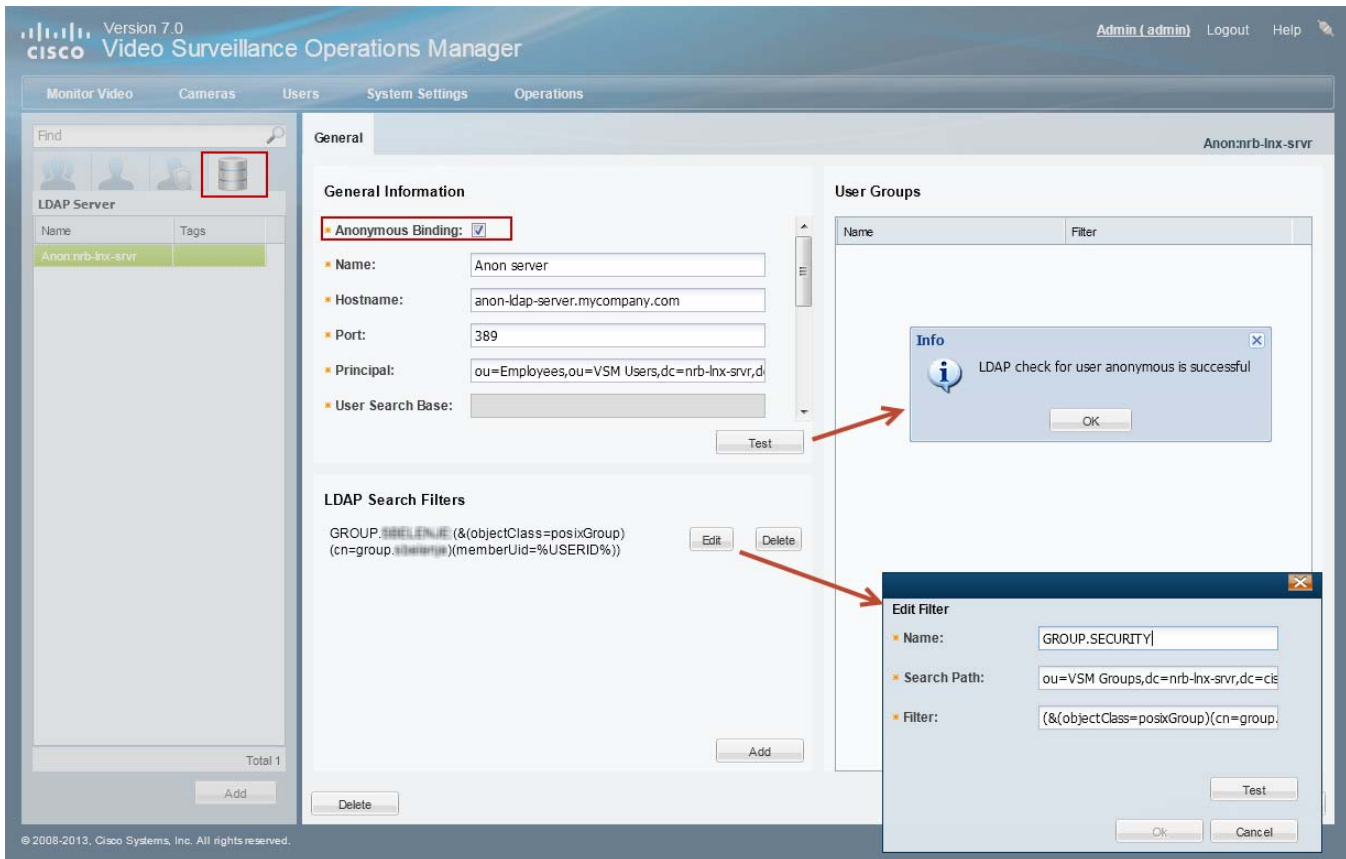 Version 7.0
CISCO Video Surveillance Operations Manager
Admin ( admin) Logout Help
Monitor Video Cameras Users System Settings Operations
Find
LDAP Server
Name Tags
Anon:nrb-lnx-srvr
Total 1
Add
General
Anon:nrb-lnx-srvr
General Information
Anonymous Binding:
Name: Anon server
Hostname: anon-ldap-server.mycompany.com
Port: 389
Principal: ou=Employees,ou=VSM Users,dc=nrb-lnx-srvr,d
User Search Base:
Test
LDAP Search Filters
GROUP. (&(objectClass=posixGroup)
(cn=group. )(memberUid=%USERID%))
Edit Delete
Add
Delete
User Groups
Name Filter
Info
LDAP check for user anonymous is successful
OK
Edit Filter
Name: GROUP.SECURITY
Search Path: ou=VSM Groups,dc=nrb-lnx-srvr,dc=cis
Filter: (&(objectClass=posixGroup)(cn=group.
Test
Ok Cancel
© 2008-2013, Cisco Systems, Inc. All rights reserved.